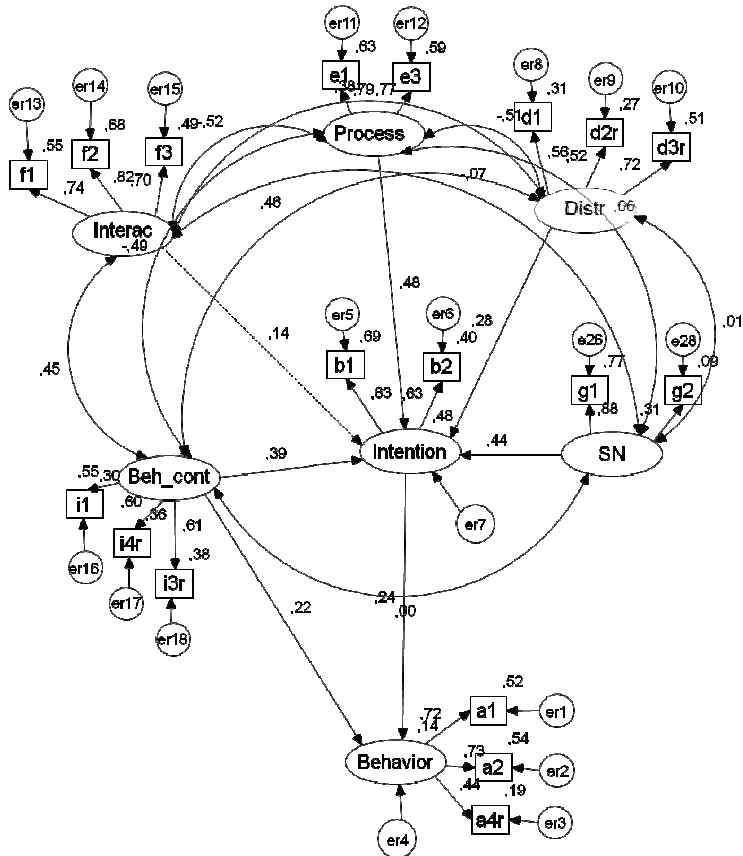 er11 er12
,63 ,59
e1 e3
,79 ,77
Process
er8 er9 er10
,31 ,27 ,51
d1 d2r d3r
-,51 ,56 ,52 ,72
Distr ,06
er13 er14 er15
,55 ,68 ,49 -,52
f1 f2 f3
,74 ,82 ,70
Interac
-,49
,46
-,07
,01
,48
,14
,28
,45
er5 er6
,69 ,40
b1 b2
,83 ,63
,48
Intention
er7
,39
,44
e26 e28
,77 ,09
g1 g2
,88 ,31
SN
Beh_cont
,55 ,30
,60 ,36
,61
,38
i1
i4r
i3r
er16
er17
er18
,22
,24
,00
Behavior
,14
,72
,73
,44
,52
,54
,19
a1 er1
a2 er2
a4r er3
er4